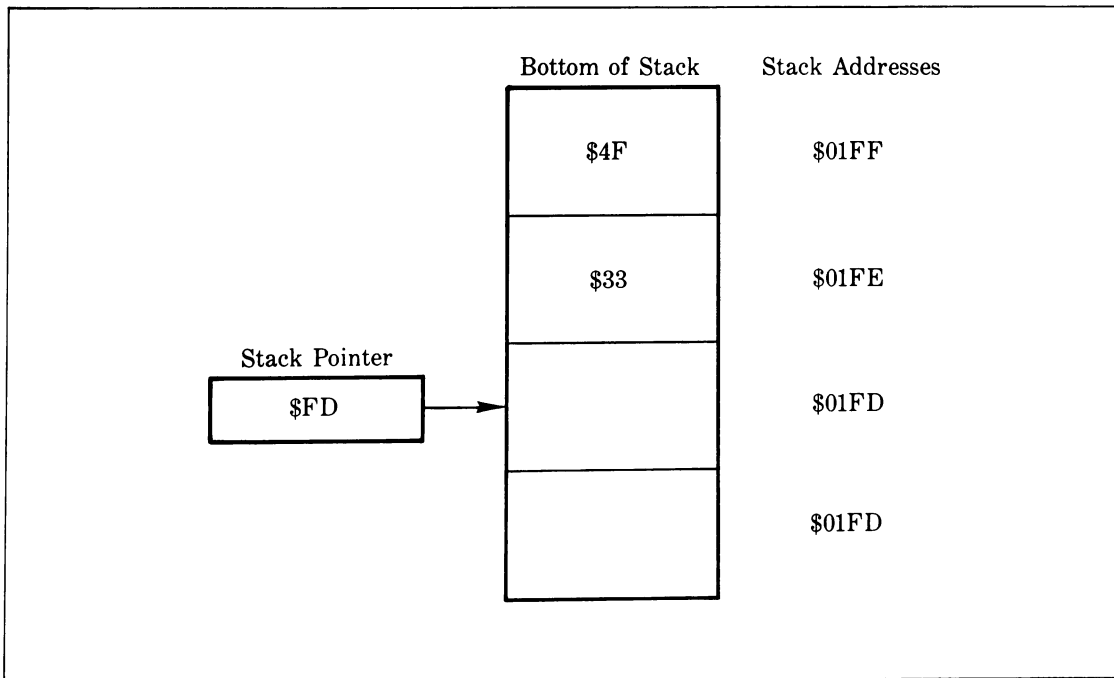 Bottom of Stack Stack Addresses
$4F $01FF
$33 $01FE
Stack Pointer
$FD $01FD
$01FD